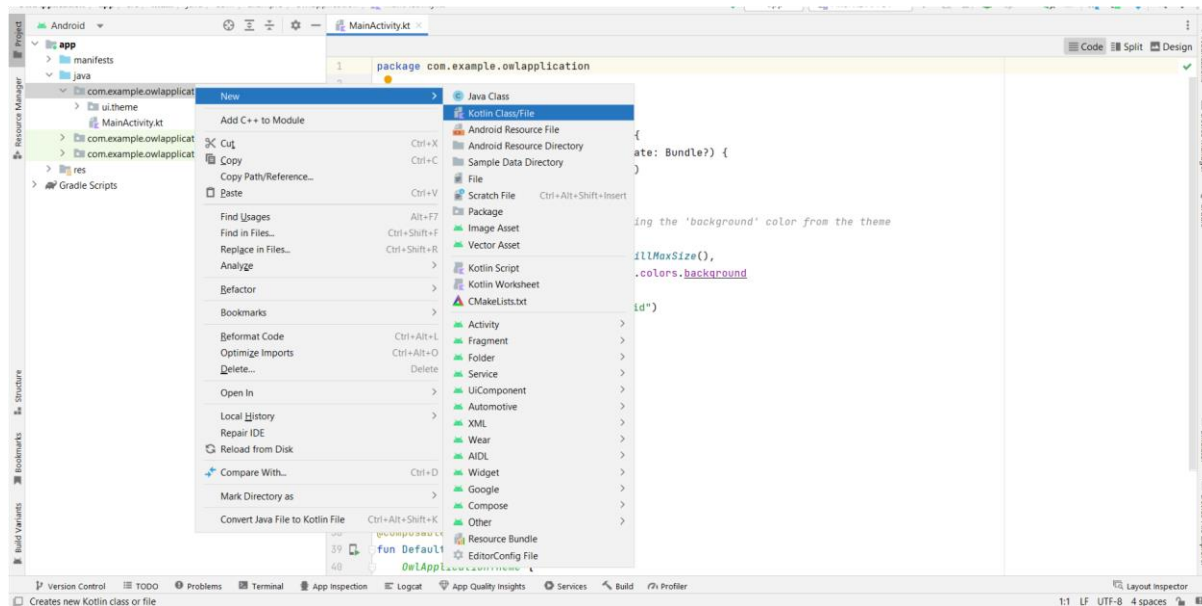 Android
MainActivity.kt
Code Split Design
Project
Resource Manager
Structure
Bookmarks
Build Variants
app
manifests
java
com.example.owlapplicat
ui.theme
MainActivity.kt
com.example.owlapplicat
com.example.owlapplicat
res
Gradle Scripts
New
Add C++ to Module
Cut Ctrl+X
Copy Ctrl+C
Copy Path/Reference...
Paste Ctrl+V
Find Usages Alt+F7
Find in Files... Ctrl+Shift+F
Replace in Files... Ctrl+Shift+R
Analyze
Refactor
Bookmarks
Reformat Code Ctrl+Alt+L
Optimize Imports Ctrl+Alt+O
Delete... Delete
Open In
Local History
Repair IDE
Reload from Disk
Compare With... Ctrl+D
Mark Directory as
Convert Java File to Kotlin File Ctrl+Alt+Shift+K
Java Class
Kotlin Class/File
Android Resource File
Android Resource Directory
Sample Data Directory
File
Scratch File Ctrl+Alt+Shift+Insert
Package
Image Asset
Vector Asset
Kotlin Script
Kotlin Worksheet
CMakeLists.txt
Activity
Fragment
Folder
Service
UiComponent
Automotive
XML
Wear
AIDL
Widget
Google
Compose
Other
Resource Bundle
EditorConfig File
1 package com.example.owlapplication
{
ate: Bundle?) {
)
ing the 'background' color from the theme
illMaxSize(),
.colors.background
id")
39 fun Default
40
Version Control TODO Problems Terminal App Inspection Logcat App Quality Insights Services Build Profiler Layout Inspector
Creates new Kotlin class or file 1:1 LF UTF-8 4 spaces